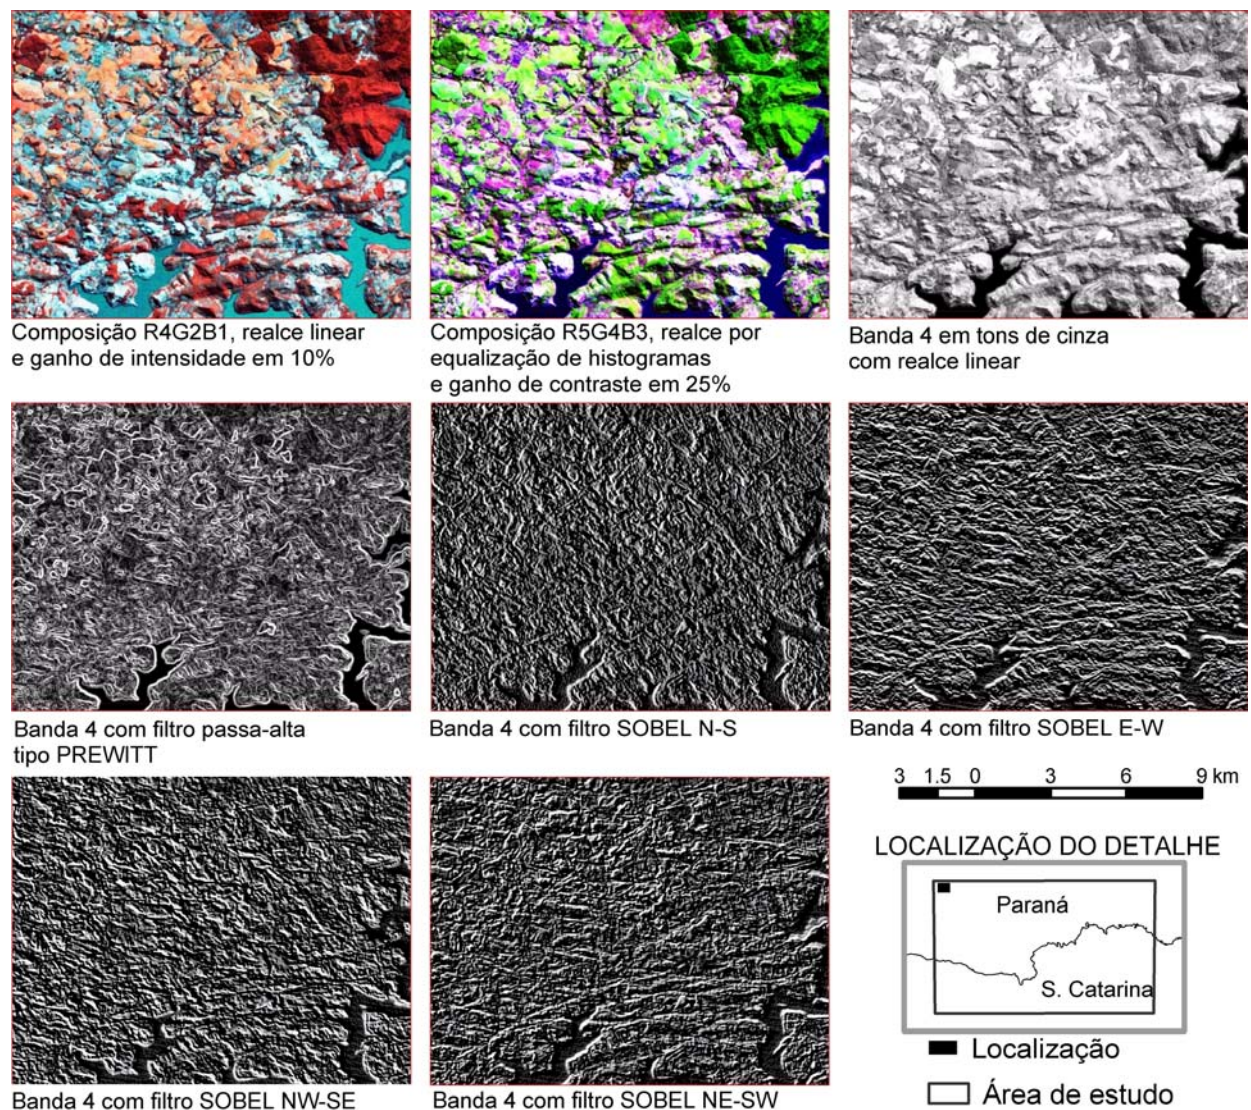 Composição R4G2B1, realce linear
e ganho de intensidade em 10%
Composição R5G4B3, realce por
equalização de histogramas
e ganho de contraste em 25%
Banda 4 em tons de cinza
com realce linear
Banda 4 com filtro passa-alta
tipo PREWITT
Banda 4 com filtro SOBEL N-S
Banda 4 com filtro SOBEL E-W
Banda 4 com filtro SOBEL NW-SE
Banda 4 com filtro SOBEL NE-SW
3 1.5 0 3 6 9 km
LOCALIZAÇÃO DO DETALHE
Paraná
S. Catarina
Localização
Área de estudo